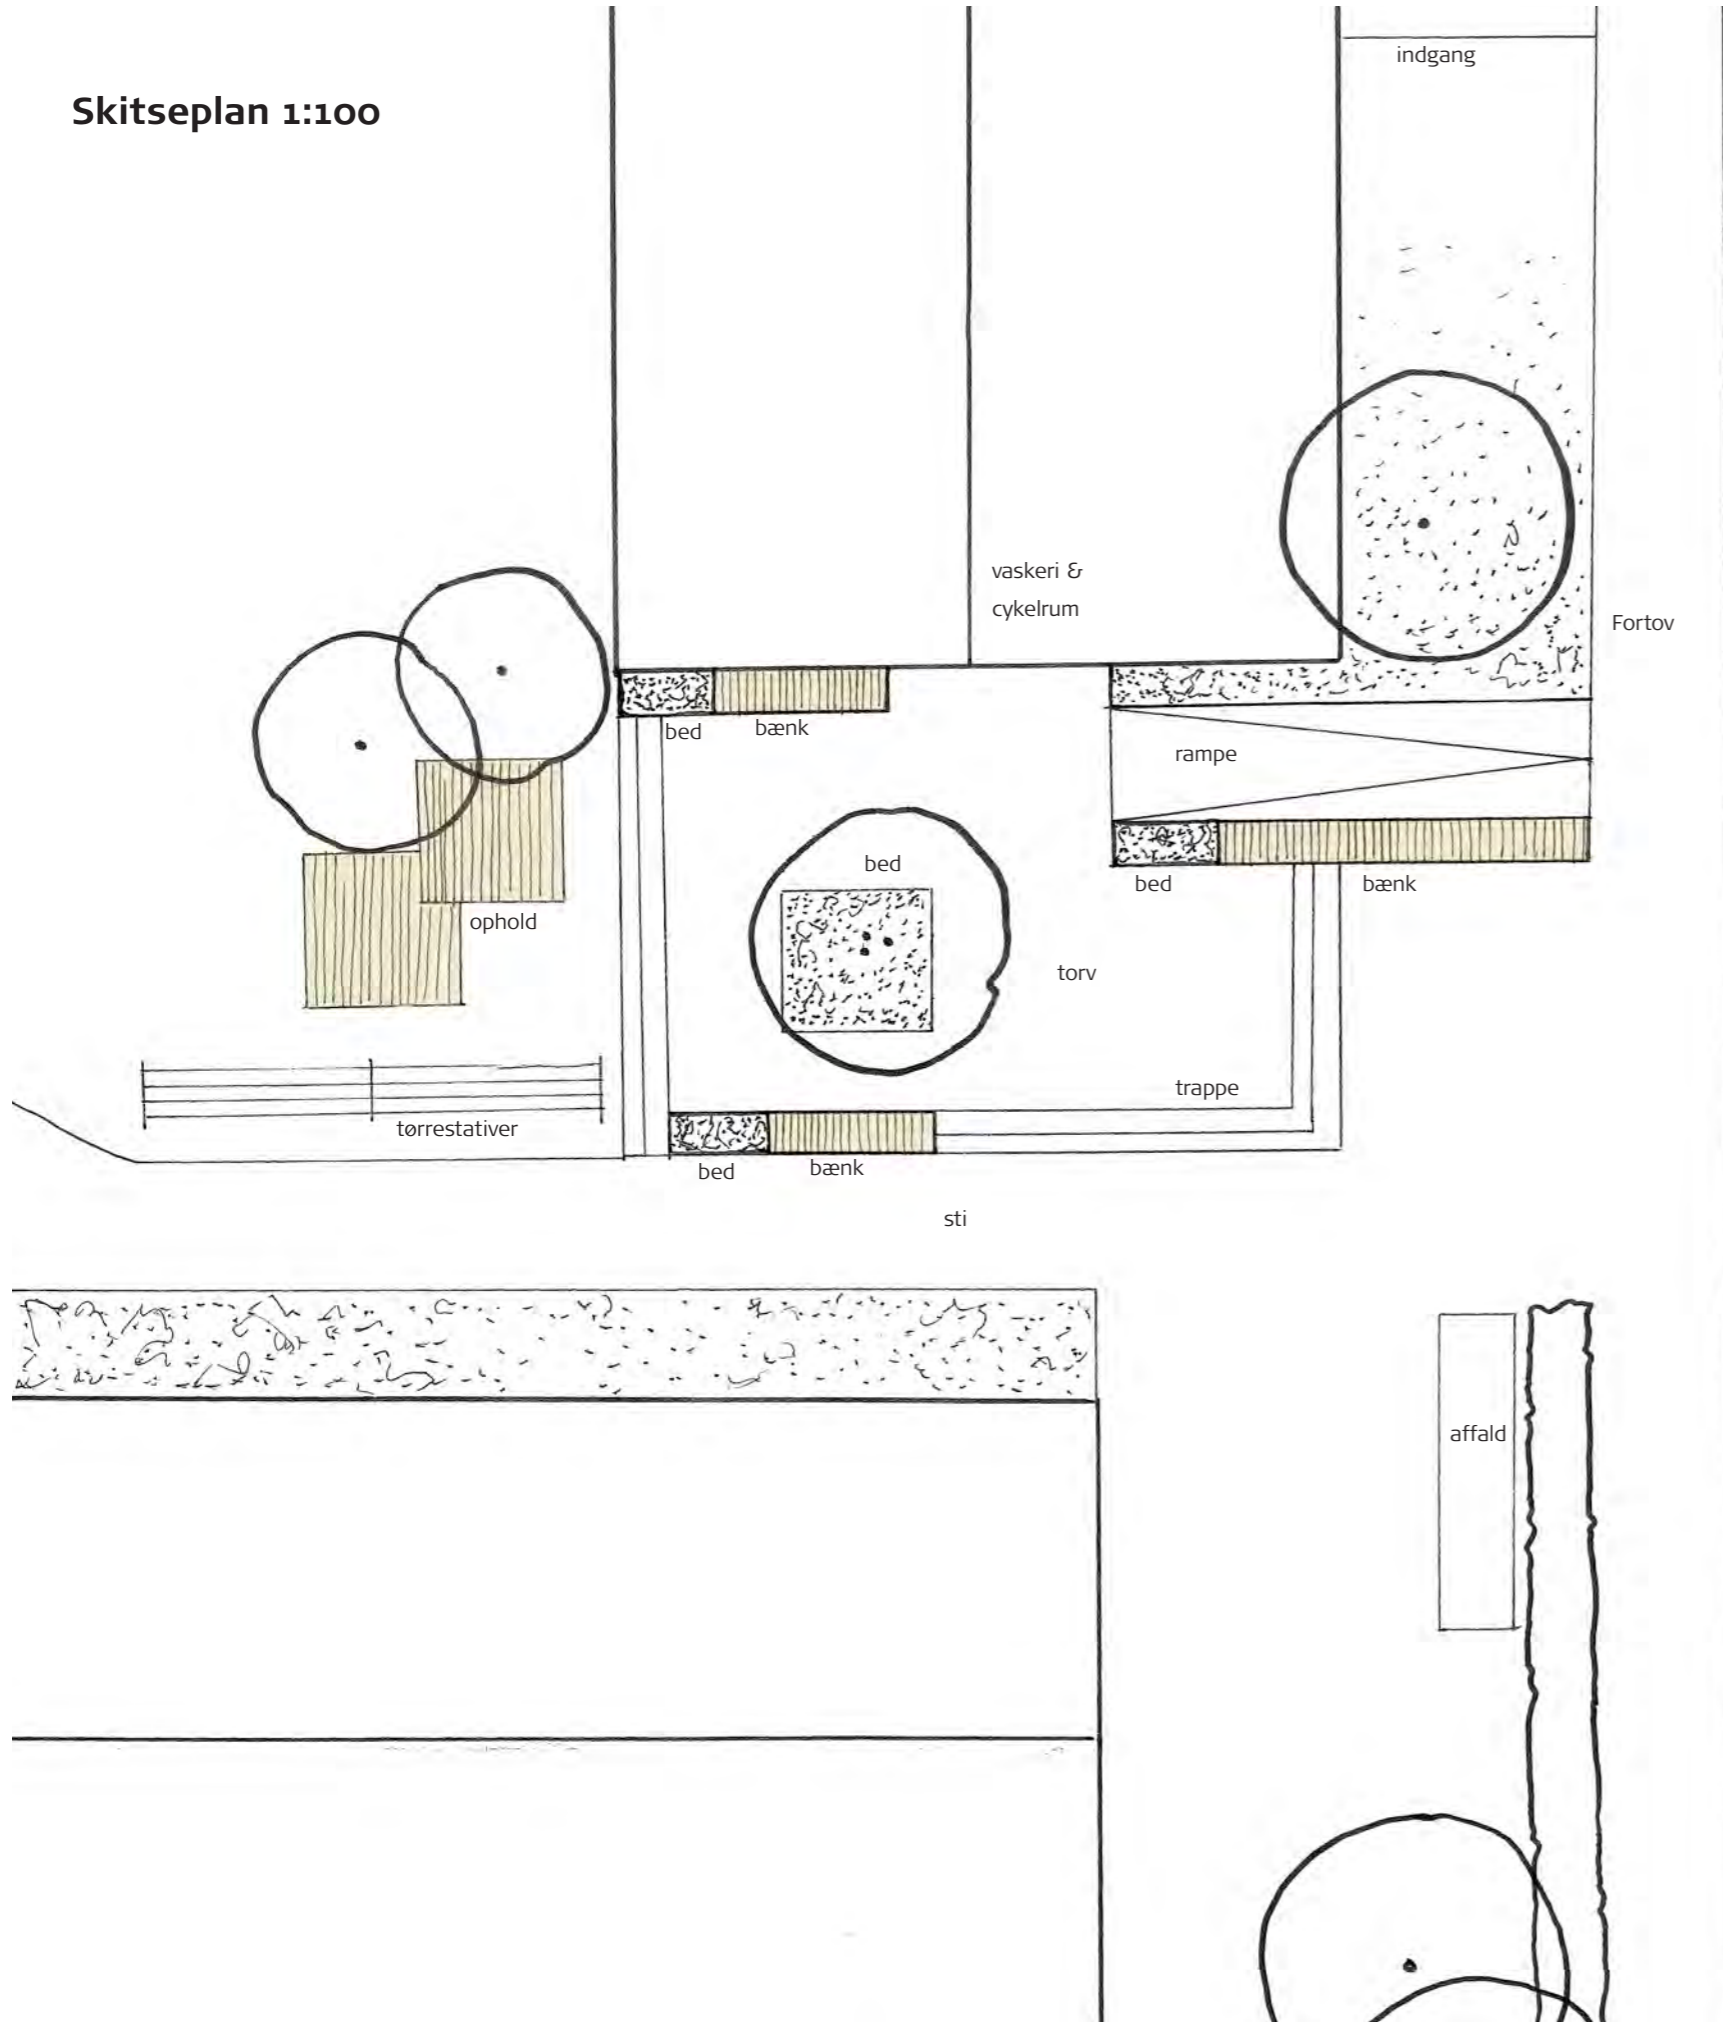 Skitseplan 1:100
indgang
vaskeri &
cykelrum
Fortov
bed
bænk
rampe
bed
bed
bænk
ophold
torv
trappe
tørrestativer
bed
bænk
sti
affald